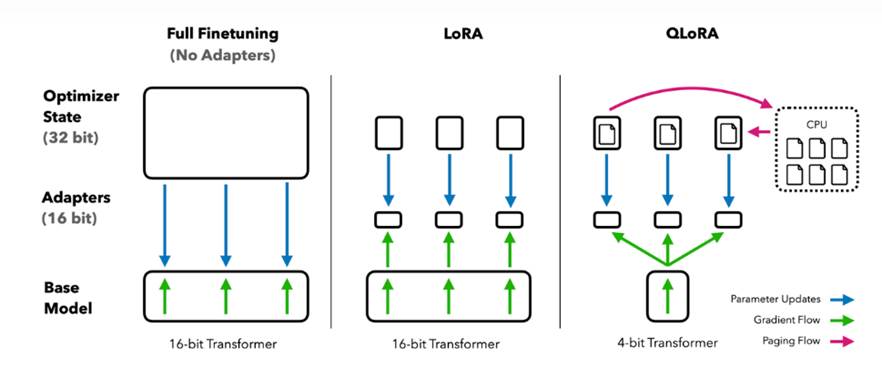 Full Finetuning
(No Adapters)
LoRA
QLoRA
Optimizer
State
(32 bit)
CPU
Adapters
(16 bit)
Base
Model
Parameter Updates
Gradient Flow
Paging Flow
16-bit Transformer
16-bit Transformer
4-bit Transformer